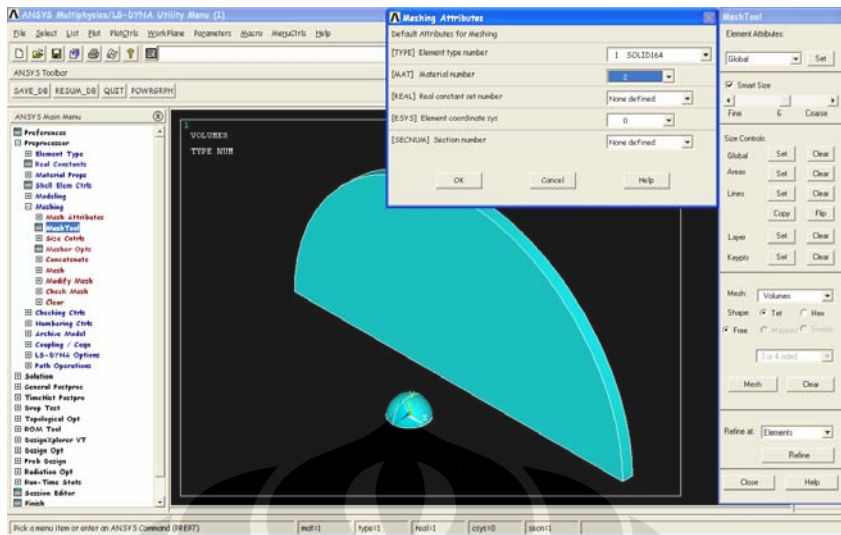 ANSYS Multiphysics/LS-DYNA Utility Menu (1)
File Select List Plot PlotCtrls WorkPlane Parameters Macro MenuCtrls Help
ANSYS Toolbar
SAVE_DB RESUM_DB QUIT POWRGRPH
ANSYS Main Menu
Preferences
Preprocessor
Element Type
Real Constants
Material Props
Shell Elem Ctrls
Modeling
Meshing
Mesh Attributes
MeshTool
Size Cntrls
Mesher Opts
Concatenate
Mesh
Modify Mesh
Check Mesh
Clear
Checking Ctrls
Numbering Ctrls
Archive Model
Coupling / Ceqn
LS-DYNA Options
Path Operations
Solution
General Postproc
TimeHist Postpro
Drop Test
Topological Opt
ROM Tool
DesignXplorer VT
Design Opt
Prob Design
Radiation Opt
Run-Time Stats
Session Editor
Finish
1
VOLUMES
TYPE NUM
Meshing Attributes
Default Attributes for Meshing
[TYPE] Element type number 1 SOLID164
[MAT] Material number 2
[REAL] Real constant set number None defined
[ESYS] Element coordinate sys 0
[SECNUM] Section number None defined
OK Cancel Help
MeshTool
Element Attributes:
Global Set
Smart Size
Fine 6 Coarse
Size Controls:
Global Set Clear
Areas Set Clear
Lines Set Clear
Copy Flip
Layer Set Clear
Keypts Set Clear
Mesh: Volumes
Shape: Tet Hex
Free Mapped Sweep
3 or 4 sided
Mesh Clear
Refine at: Elements
Refine
Close Help
Pick a menu item or enter an ANSYS Command (PREP7) mat=1 type=1 real=1 csys=0 secn=1